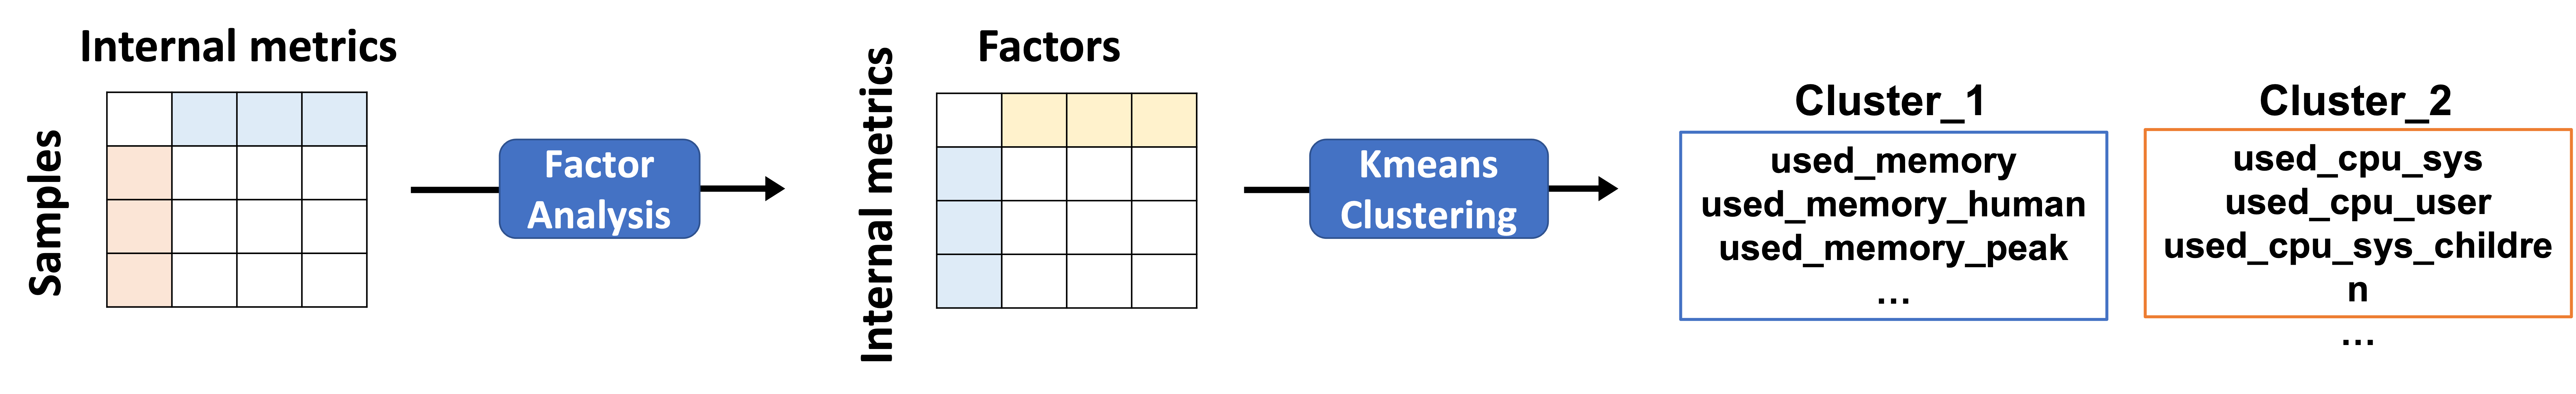 Internal metrics
Samples
Factor
Analysis
Factors
Internal metrics
Kmeans
Clustering
Cluster_1
used_memory
used_memory_human
used_memory_peak
...
Cluster_2
used_cpu_sys
used_cpu_user
used_cpu_sys_childre
n
...